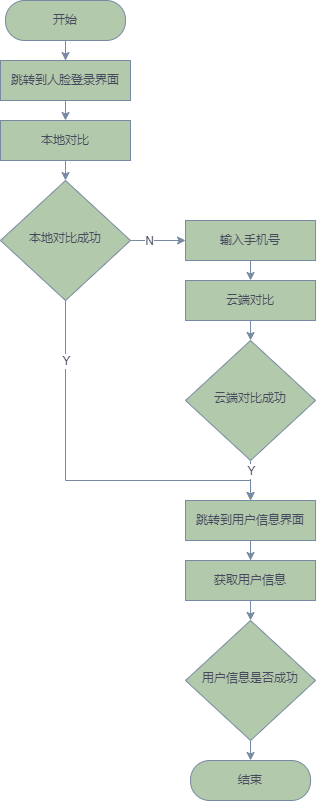 开始
跳转到人脸登录界面
本地对比
本地对比成功
N
输入手机号
云端对比
Y
云端对比成功
Y
跳转到用户信息界面
获取用户信息
用户信息是否成功
结束